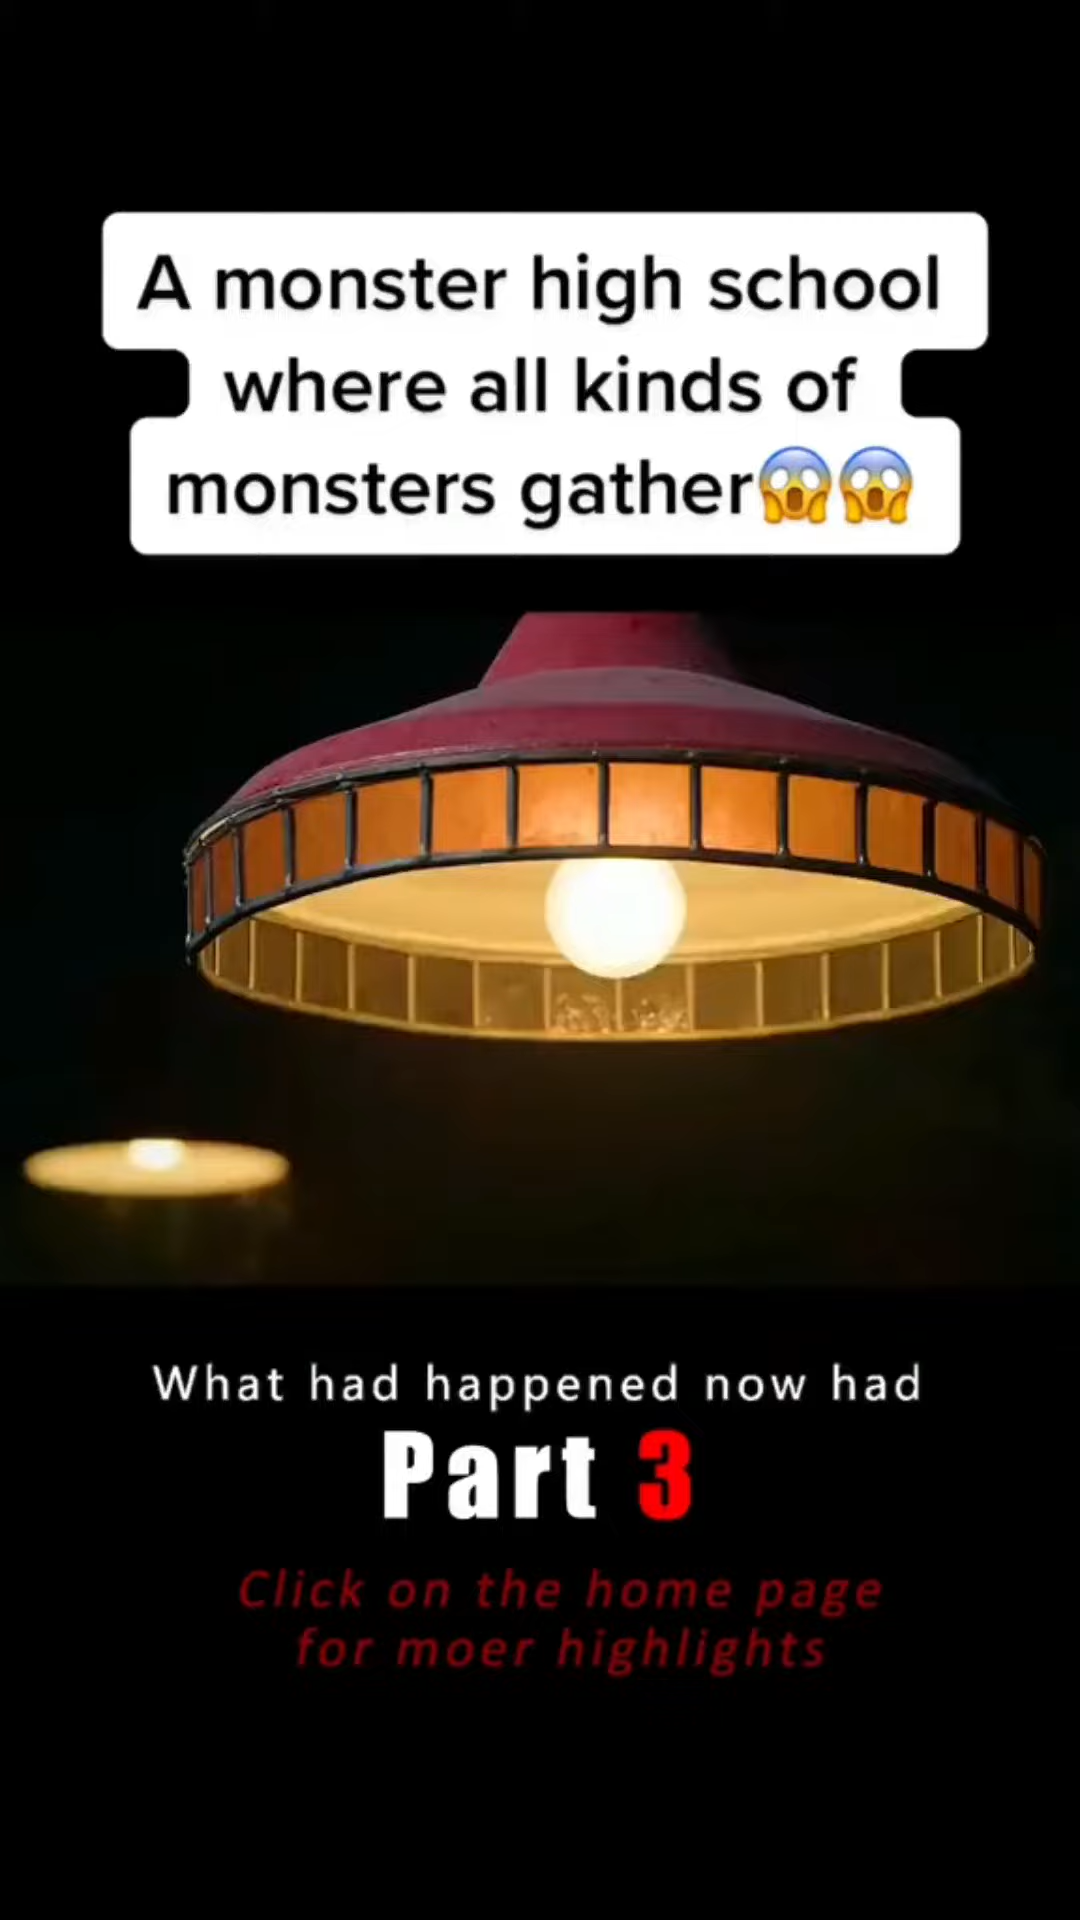 A monster high school
where all kinds of
monsters gather😱😱
What had happened now had
Part 3
Click on the home page
for moer highlights